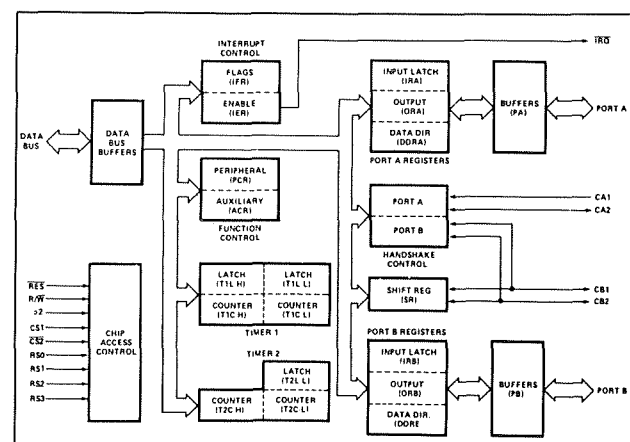 INTERRUPT CONTROL
FLAGS (IFR)
ENABLE (IER)
IRQ
INPUT LATCH (IRA)
OUTPUT (ORA)
DATA DIR (DDRA)
PORT A REGISTERS
BUFFERS (PA)
PORT A
DATA BUS
DATA BUS BUFFERS
PERIPHERAL (PCR)
AUXILIARY (ACR)
FUNCTION CONTROL
PORT A
PORT B
HANDSHAKE CONTROL
CA1
CA2
LATCH (T1L H)
LATCH (T1L L)
COUNTER (T1C H)
COUNTER (T1C L)
TIMER 1
SHIFT REG (SR)
CB1
CB2
RES
R/W
CS1
CS2
RS0
RS1
RS2
RS3
CHIP ACCESS CONTROL
TIMER 2
LATCH (T2L L)
COUNTER (T2C H)
COUNTER (T2C L)
PORT B REGISTERS
INPUT LATCH (IRB)
OUTPUT (ORB)
DATA DIR. (DDRE
BUFFERS (PB)
PORT B